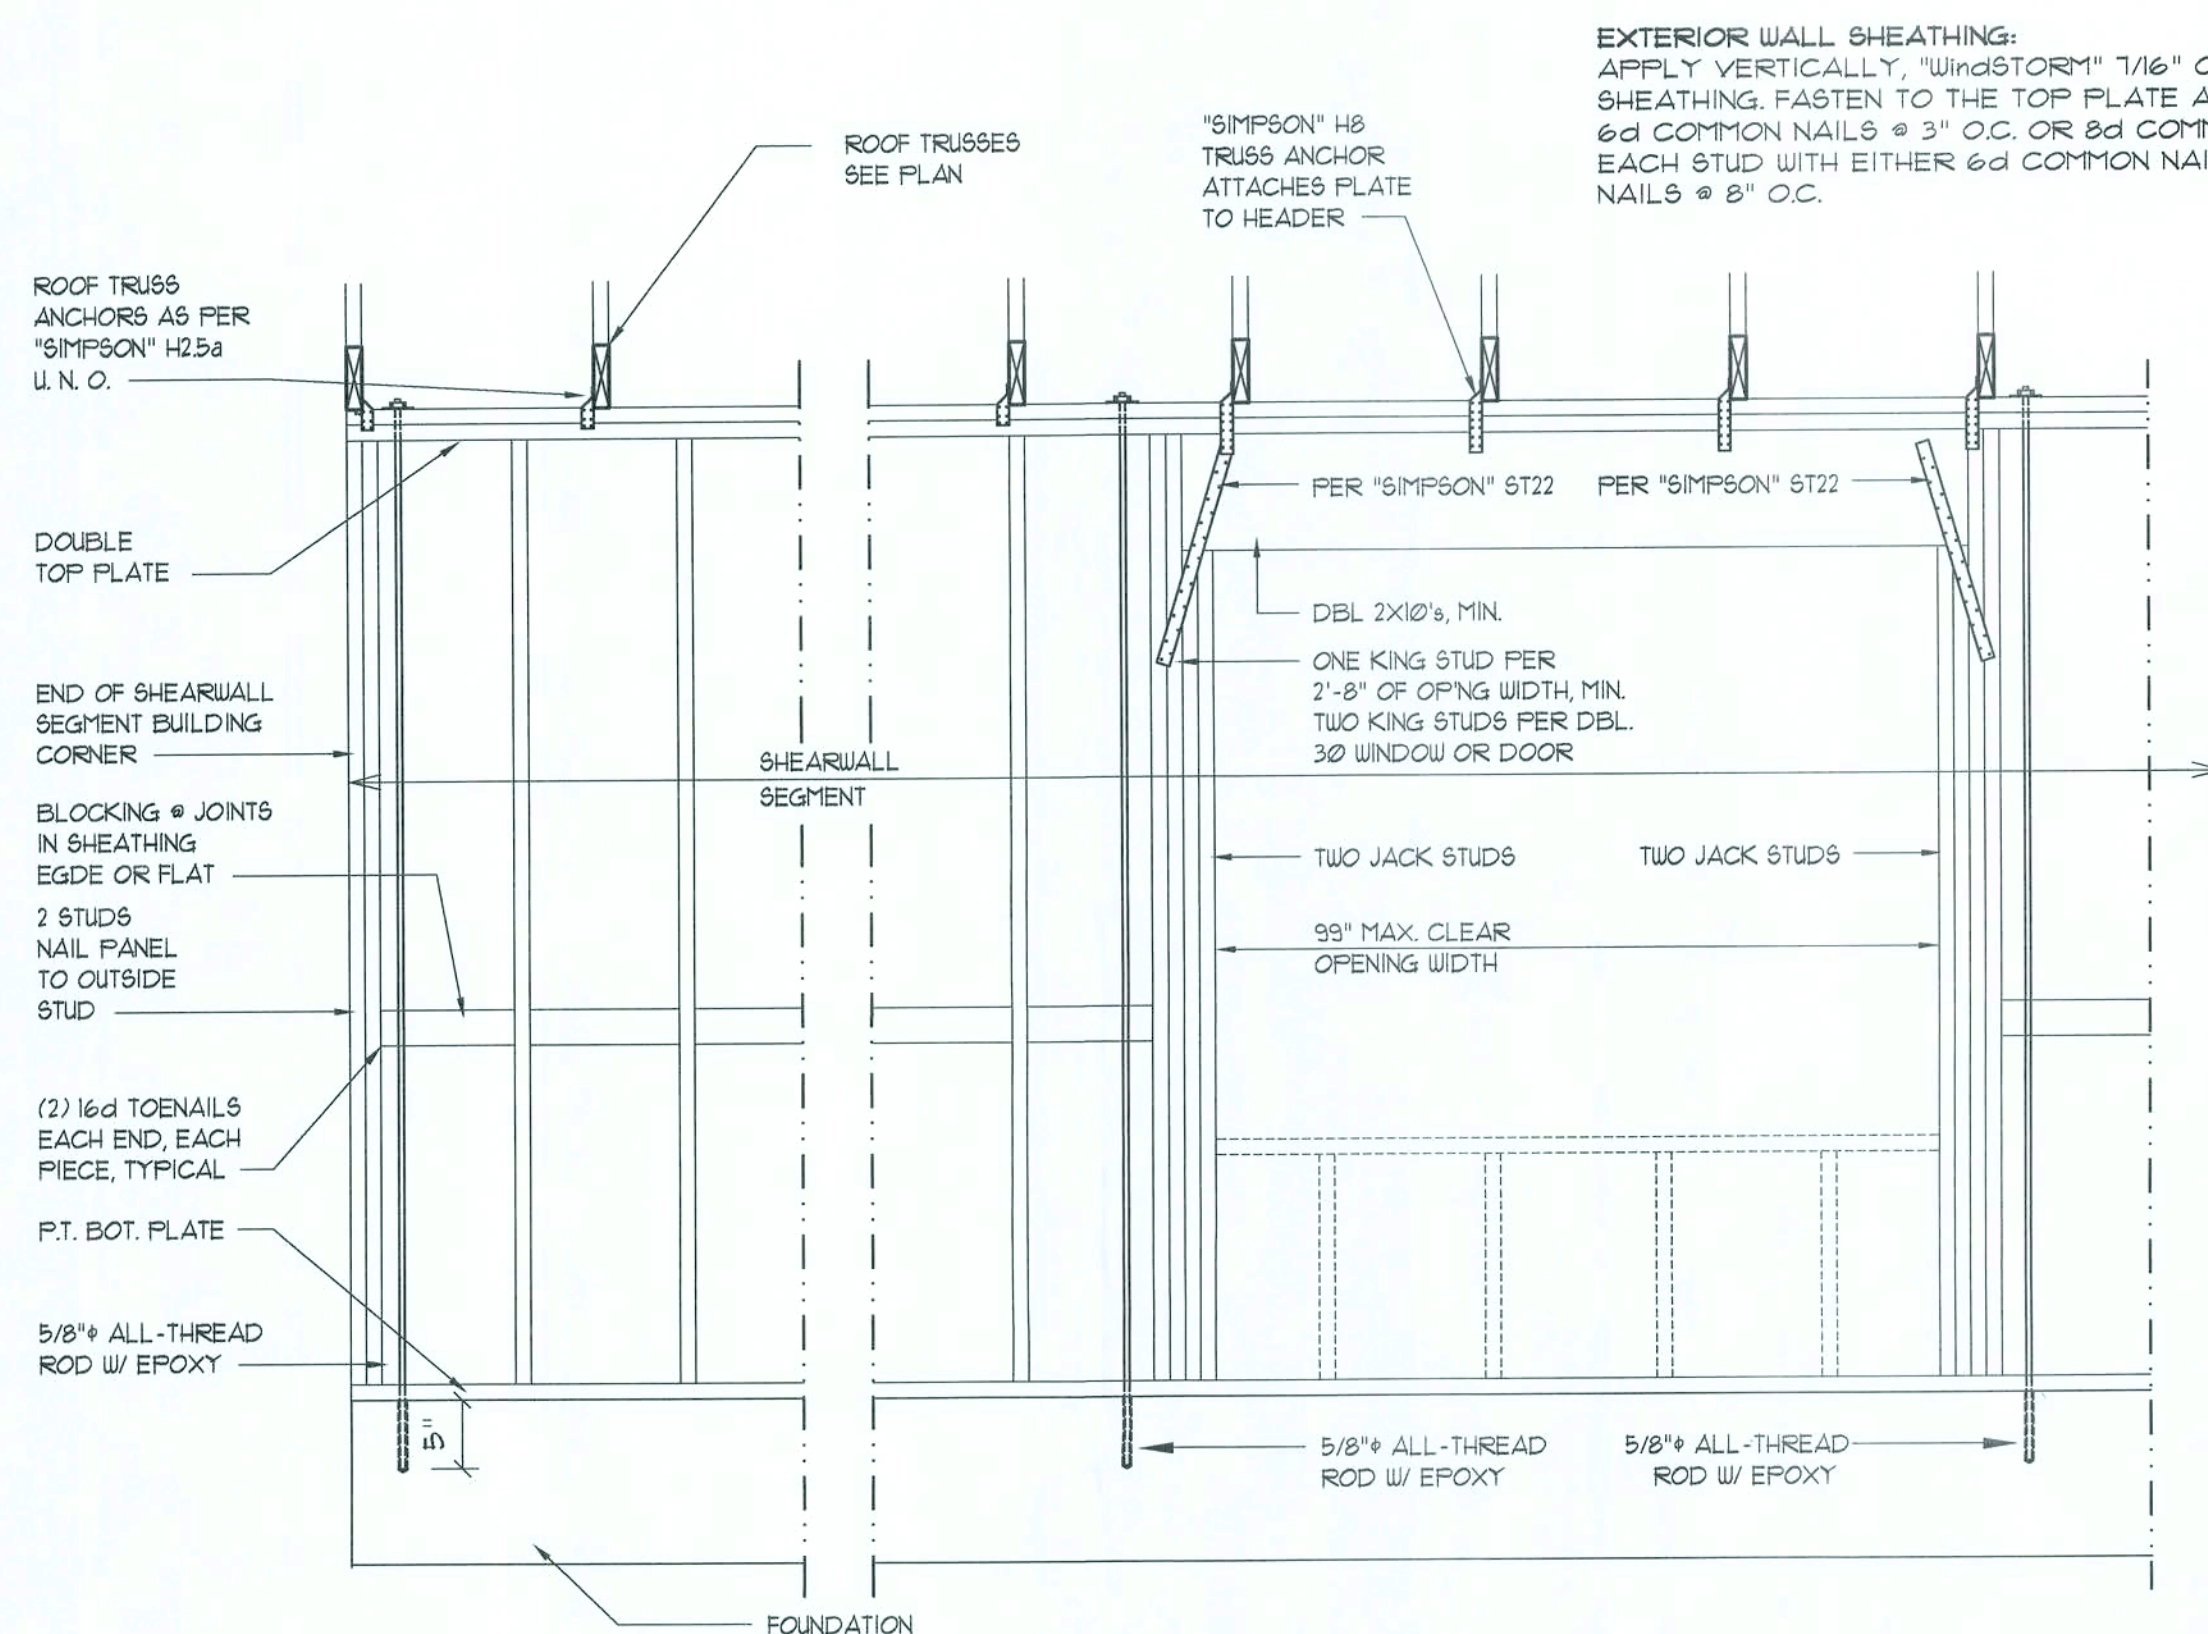 EXTERIOR WALL SHEATHING:
APPLY VERTICALLY, "WindSTORM" 7/16"
SHEATHING. FASTEN TO THE TOP PLATE
6d COMMON NAILS @ 3" O.C. OR 8d
EACH STUD WITH EITHER 6d COMMON
NAILS @ 8" O.C.
ROOF TRUSSES
SEE PLAN
"SIMPSON" H8
TRUSS ANCHOR
ATTACHES PLATE
TO HEADER
ROOF TRUSS
ANCHORS AS PER
"SIMPSON" H2.5a
U. N. O.
DOUBLE
TOP PLATE
PER "SIMPSON" ST22
PER "SIMPSON" ST22
DBL 2X10's, MIN.
ONE KING STUD PER
2'-8" OF OP'NG WIDTH, MIN.
TWO KING STUDS PER DBL.
30 WINDOW OR DOOR
END OF SHEARWALL
SEGMENT BUILDING
CORNER
SHEARWALL
SEGMENT
BLOCKING @ JOINTS
IN SHEATHING
EGDE OR FLAT
TWO JACK STUDS
TWO JACK STUDS
2 STUDS
NAIL PANEL
TO OUTSIDE
STUD
99" MAX. CLEAR
OPENING WIDTH
(2) 16d TOENAILS
EACH END, EACH
PIECE, TYPICAL
P.T. BOT. PLATE
5/8"φ ALL-THREAD
ROD W/ EPOXY
5"
5/8"φ ALL-THREAD
ROD W/ EPOXY
5/8"φ ALL-THREAD
ROD W/ EPOXY
FOUNDATION